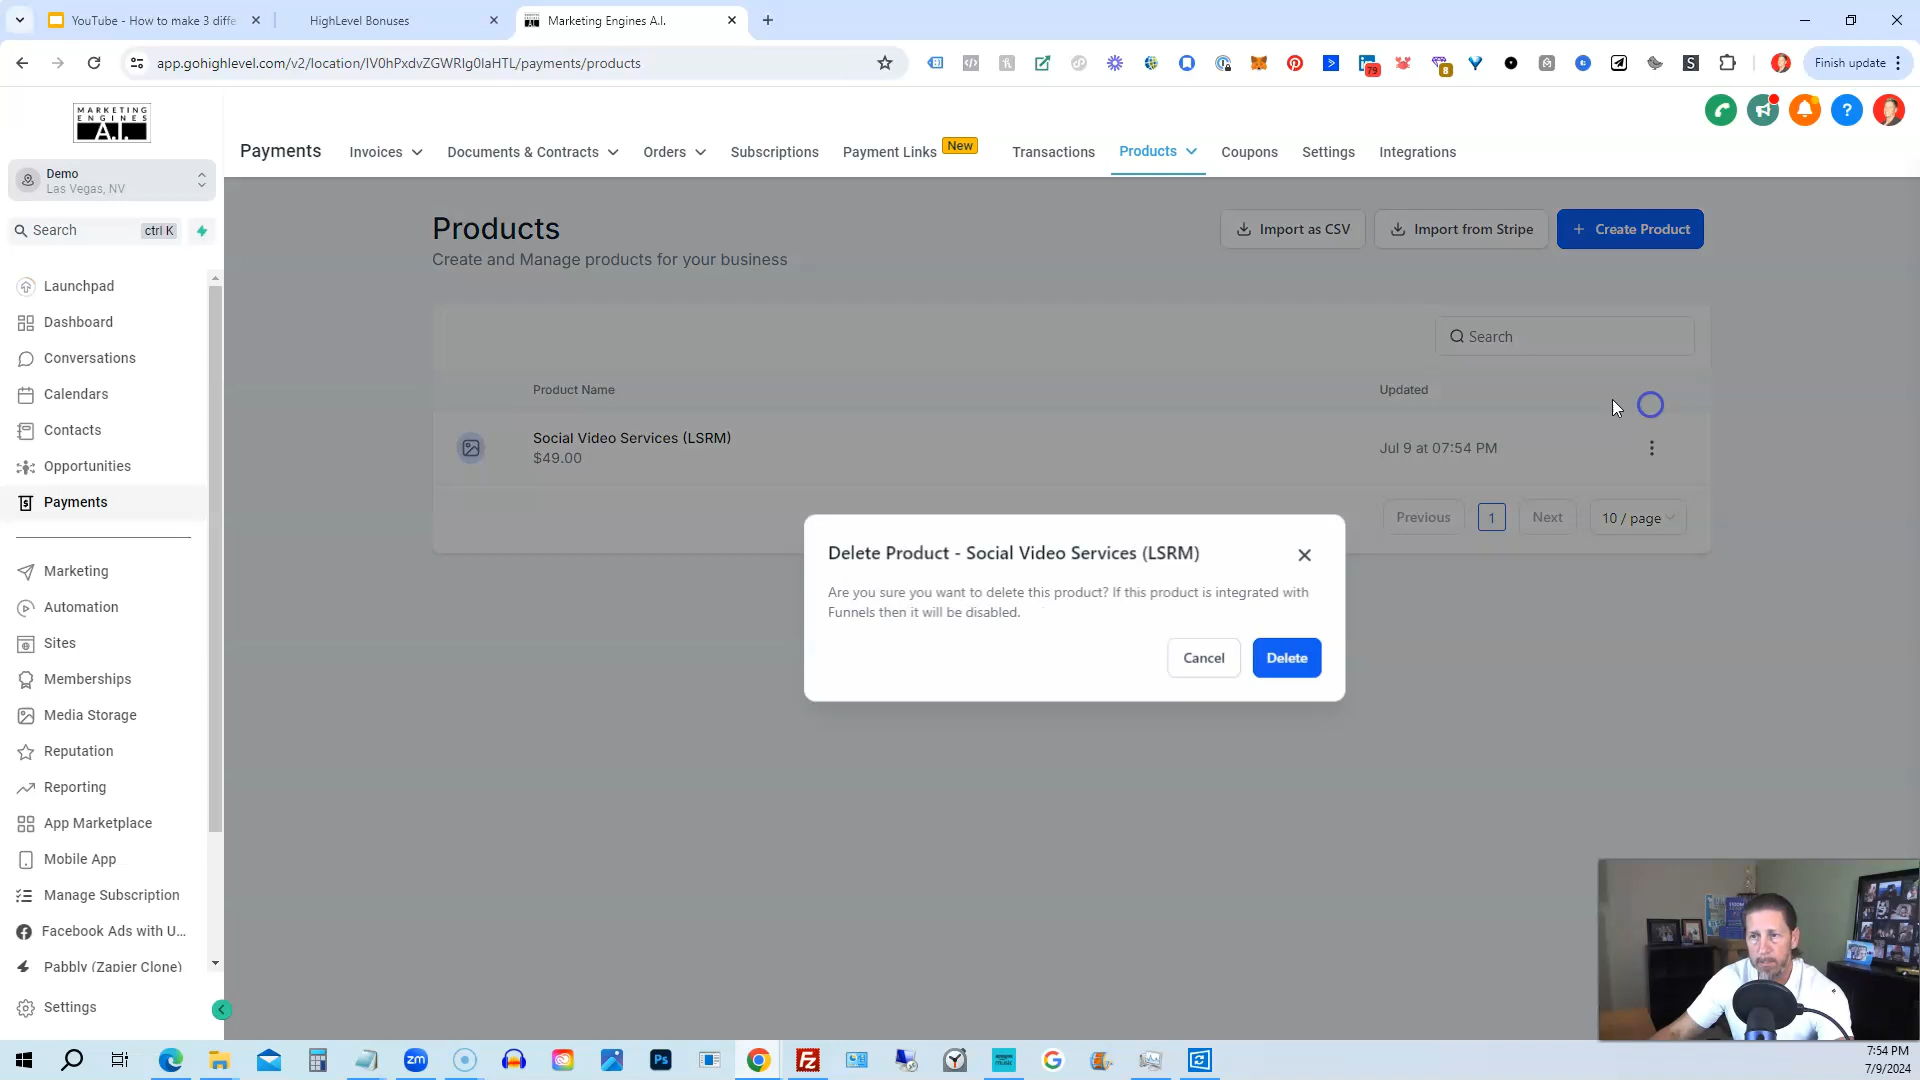 YouTube - How to make 3 diffe
HighLevel Bonuses
Marketing Engines A.I.
app.gohighlevel.com/v2/location/IV0hPxdvZGWRIg0laHTL/payments/products
79
8
S
Finish update
MARKETING
ENGINES
A.I.
Demo
Las Vegas, NV
Search
ctrl K
Launchpad
Dashboard
Conversations
Calendars
Contacts
Opportunities
Payments
Marketing
Automation
Sites
Memberships
Media Storage
Reputation
Reporting
App Marketplace
Mobile App
Manage Subscription
Facebook Ads with U...
Pabbly (Zapier Clone)
Settings
Payments
Invoices
Documents & Contracts
Orders
Subscriptions
Payment Links
New
Transactions
Products
Coupons
Settings
Integrations
Products
Create and Manage products for your business
Import as CSV
Import from Stripe
+ Create Product
Search
Product Name
Updated
Social Video Services (LSRM)
$49.00
Jul 9 at 07:54 PM
Previous
1
Next
10 / page
Delete Product - Social Video Services (LSRM)
Are you sure you want to delete this product? If this product is integrated with
Funnels then it will be disabled.
Cancel
Delete
zm
Ps
7:54 PM
7/9/2024